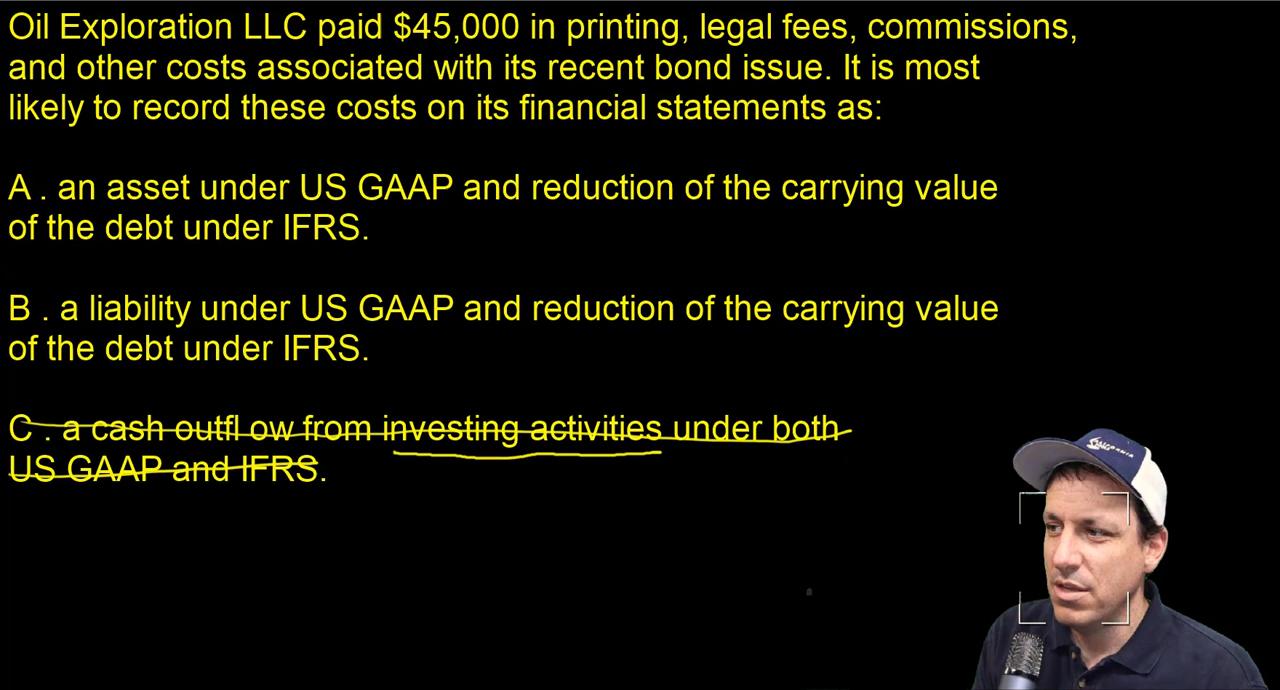 Oil Exploration LLC paid $45,000 in printing, legal fees, commissions,
and other costs associated with its recent bond issue. It is most
likely to record these costs on its financial statements as:
A . an asset under US GAAP and reduction of the carrying value
of the debt under IFRS.
B . a liability under US GAAP and reduction of the carrying value
of the debt under IFRS.
C . a cash outfl ow from investing activities under both
US GAAP and IFRS.